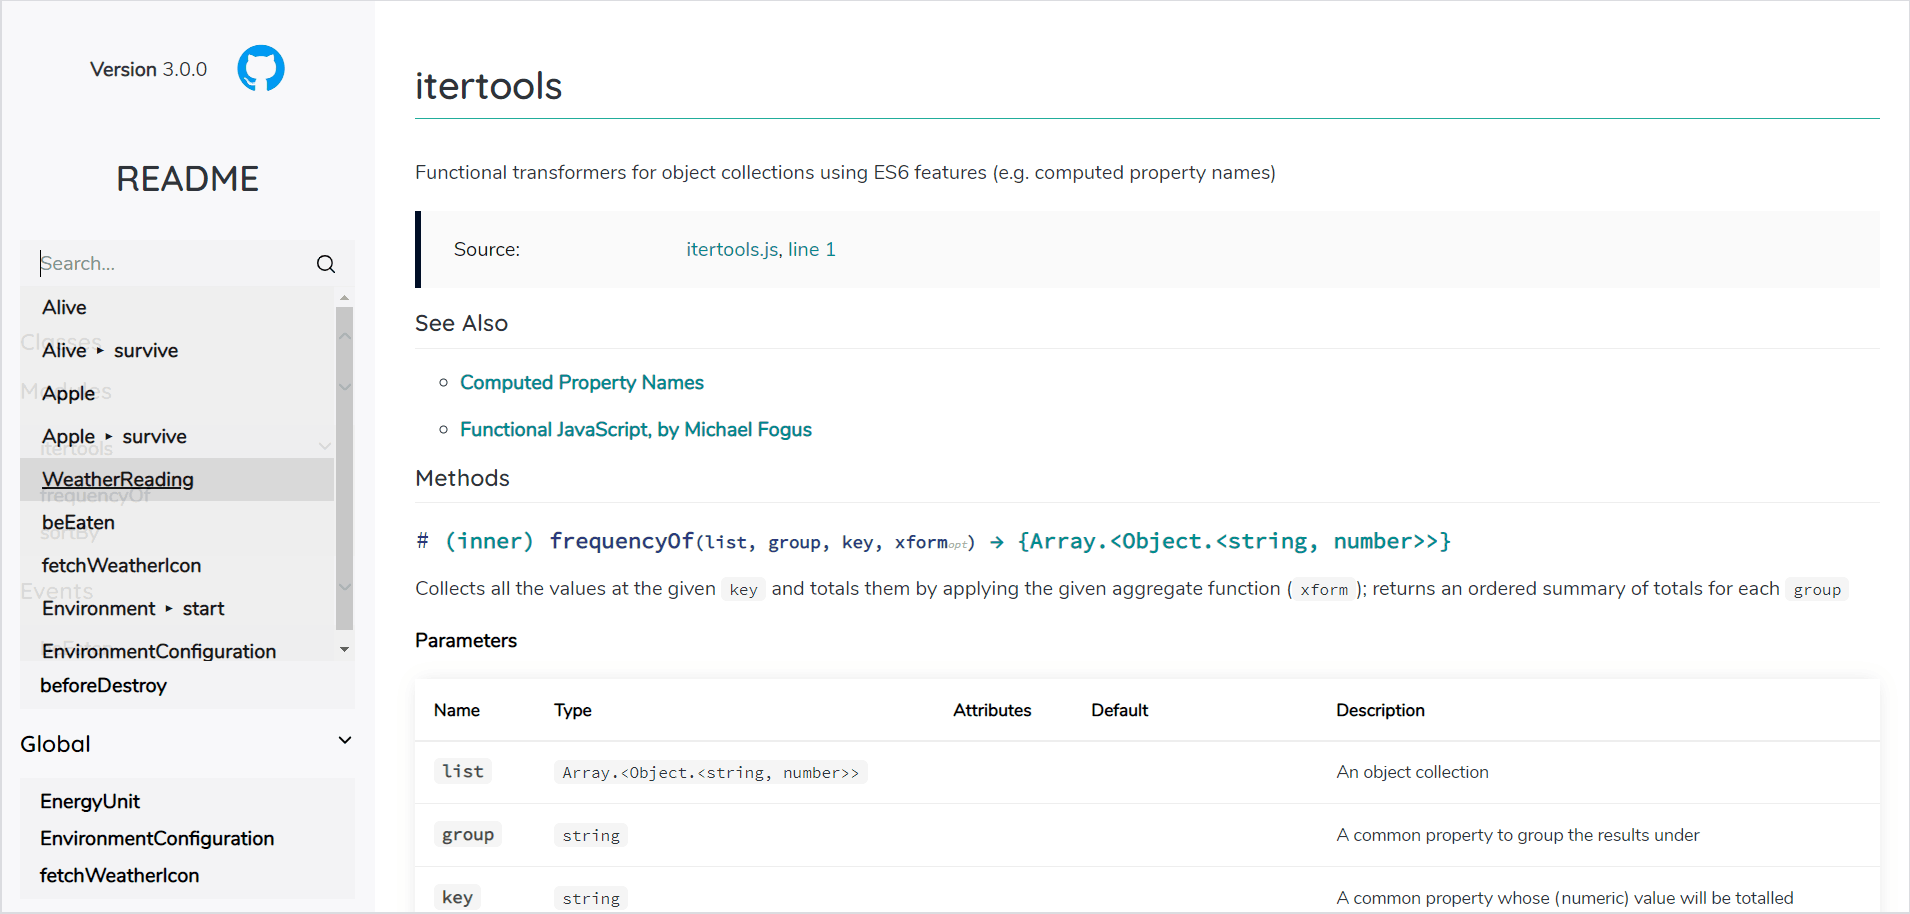 Version 3.0.0
README
Search...
Alive
Classes
Alive ▸ survive
Modules
Apple
Apple ▸ survive
itertools
WeatherReading
frequencyOf
beEaten
sortBy
fetchWeatherIcon
Events
Environment ▸ start
EnvironmentConfiguration
beforeDestroy
Global
EnergyUnit
EnvironmentConfiguration
fetchWeatherIcon
itertools
Functional transformers for object collections using ES6 features (e.g. computed property names)
Source: itertools.js, line 1
See Also
Computed Property Names
Functional JavaScript, by Michael Fogus
Methods
# (inner) frequencyOf(list, group, key, xform opt) → {Array.<Object.<string, number>>}
Collects all the values at the given key and totals them by applying the given aggregate function ( xform ); returns an ordered summary of totals for each group
Parameters
Name Type Attributes Default Description
list Array.<Object.<string, number>> An object collection
group string A common property to group the results under
key string A common property whose (numeric) value will be totalled